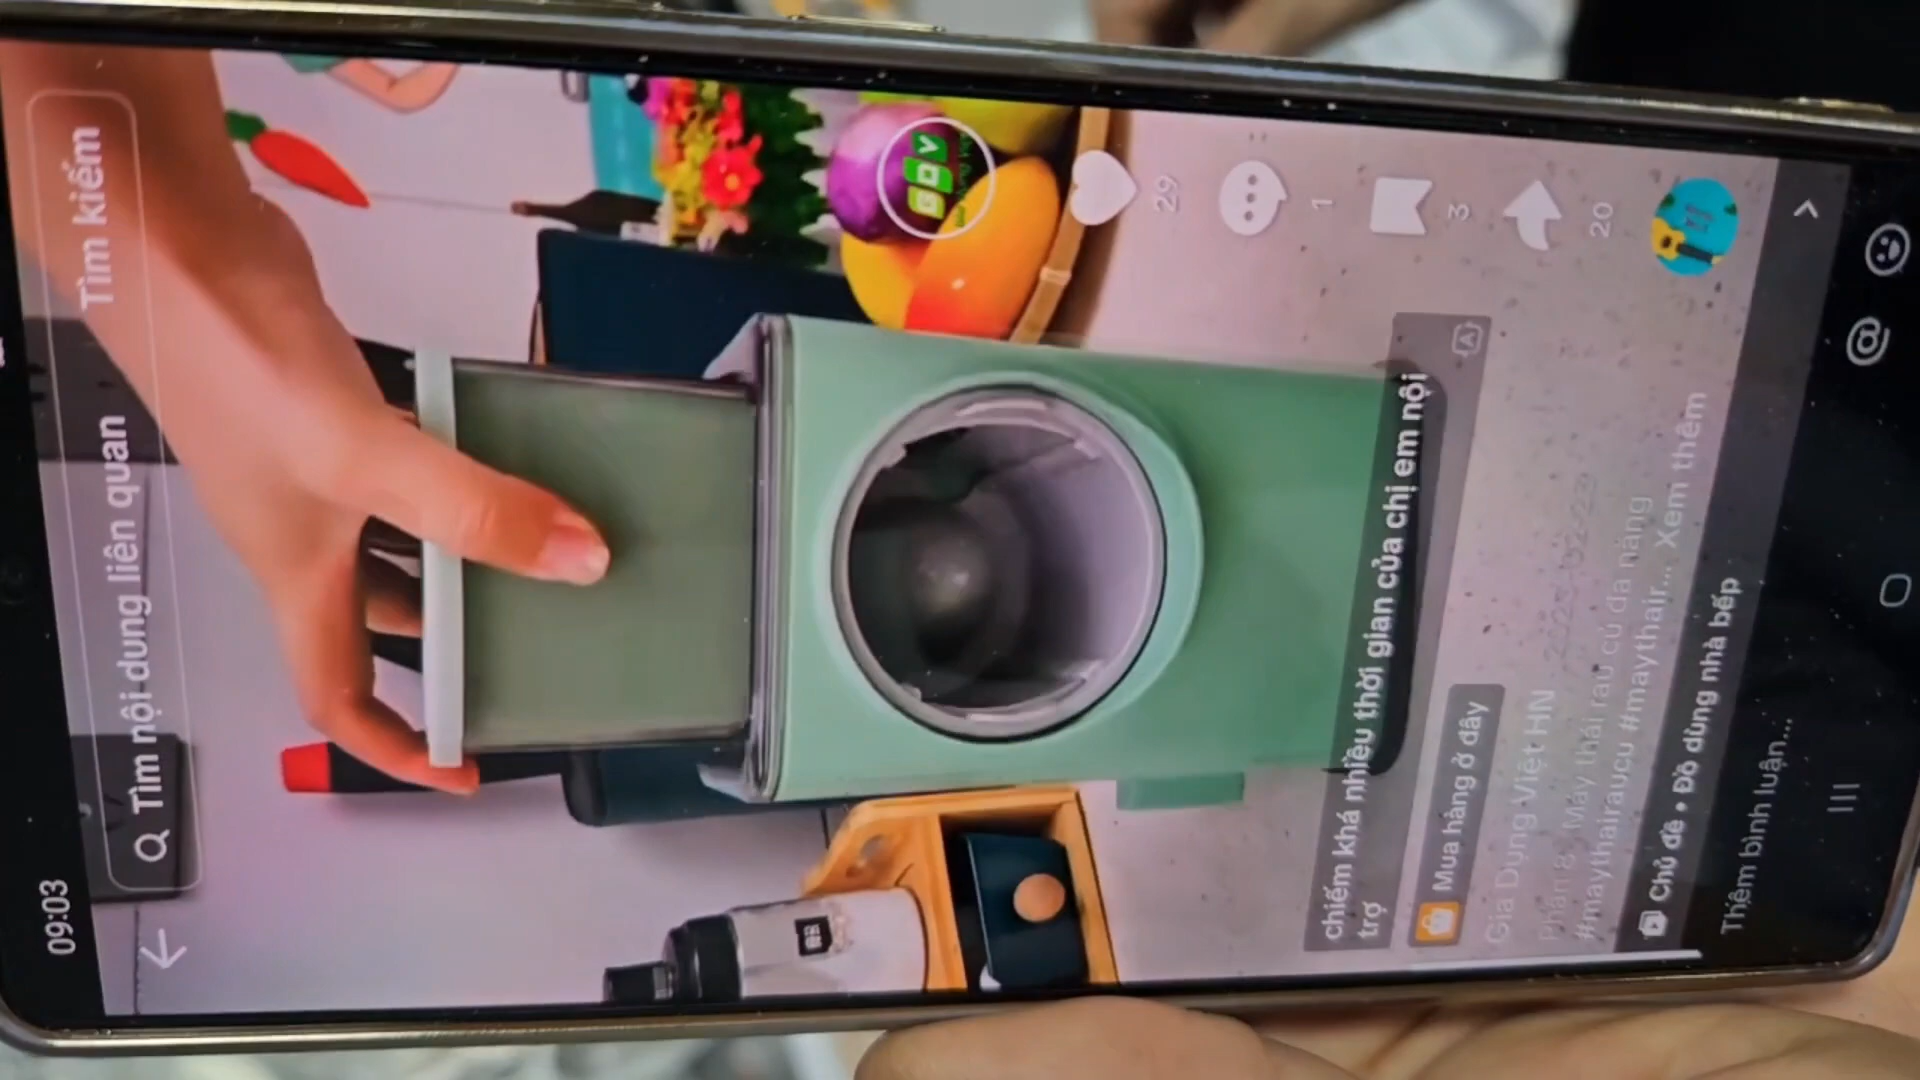 09:03
Tìm nội dung liên quan
Tìm kiếm
GDV
29
1
3
20
chiếm khá nhiều thời gian của chị em nội
trợ
Mua hàng ở đây
Gia Dụng Việt HN
Phần 8 Máy thái rau củ đa năng
#maythairaucu #maythair... Xem thêm
Chủ đề • Đồ dùng nhà bếp
Thêm bình luận...